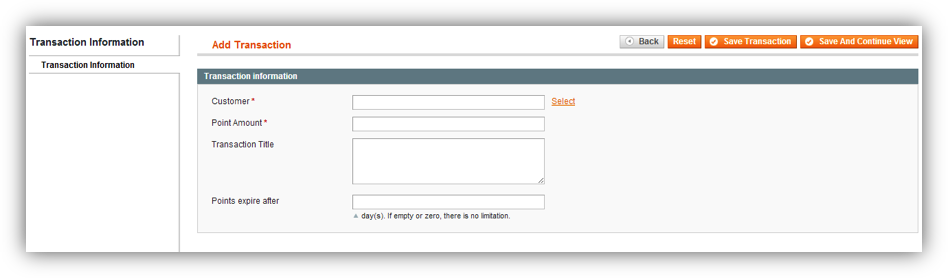 Transaction Information
Transaction Information
Add Transaction
Back Reset Save Transaction Save And Continue View
Transaction information
Customer * Select
Point Amount *
Transaction Title
Points expire after
day(s). If empty or zero, there is no limitation.